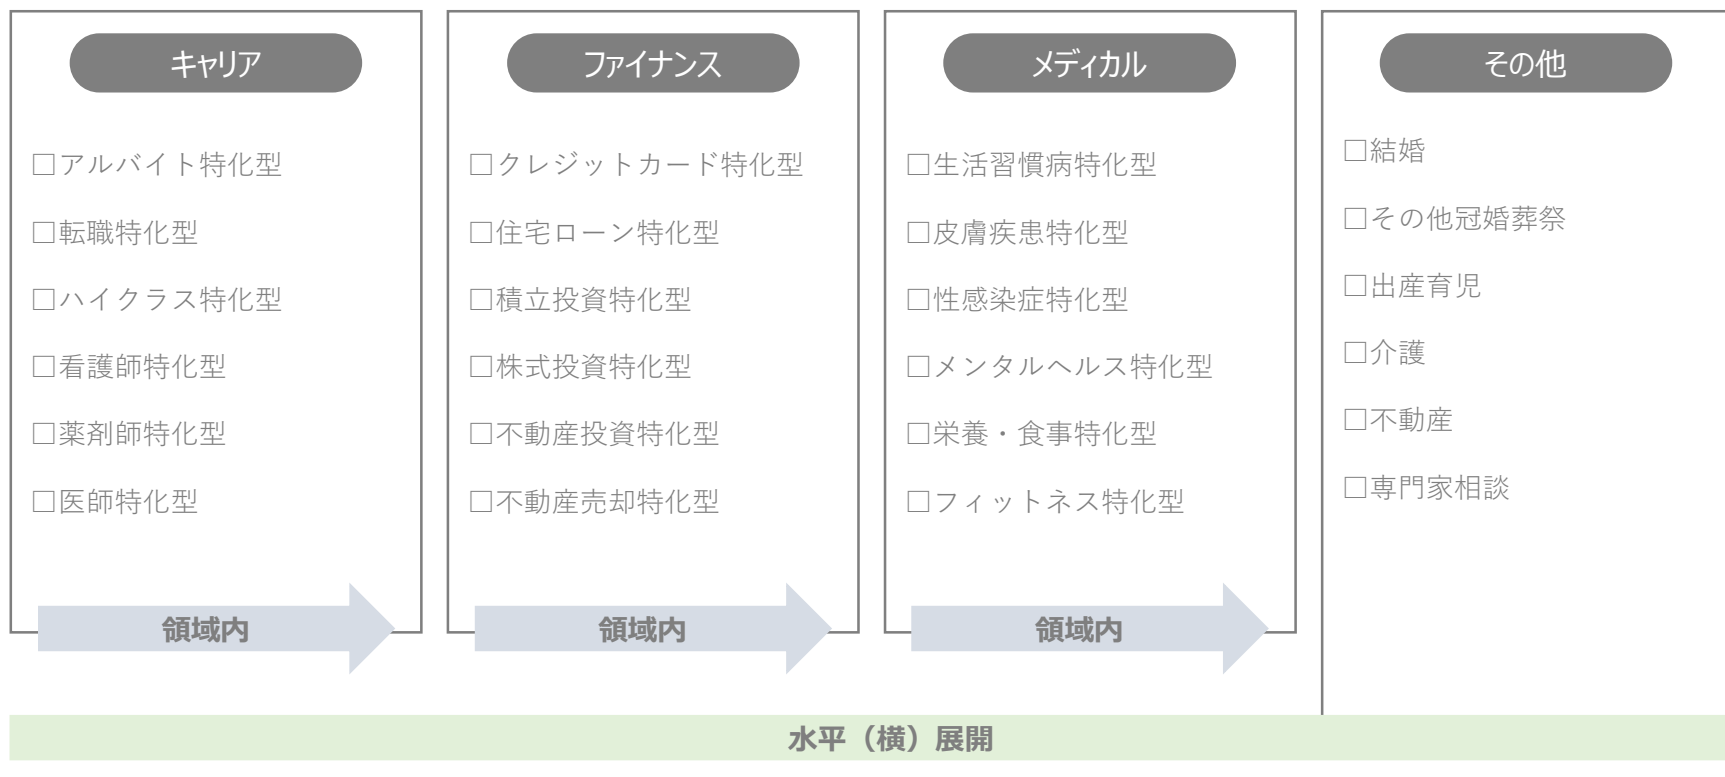 キャリア
□アルバイト特化型
□転職特化型
□ハイクラス特化型
□看護師特化型
□薬剤師特化型
□医師特化型
領域内
ファイナンス
□クレジットカード特化型
□住宅ローン特化型
□積立投資特化型
□株式投資特化型
□不動産投資特化型
□不動産売却特化型
領域内
メディカル
□生活習慣病特化型
□皮膚疾患特化型
□性感染症特化型
□メンタルヘルス特化型
□栄養・食事特化型
□フィットネス特化型
領域内
その他
□結婚
□その他冠婚葬祭
□出産育児
□介護
□不動産
□専門家相談
水平（横）展開